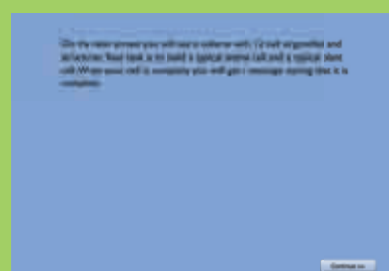 On the next screen you will see a column with 12 cell organelles and
structures. Your task is to build a typical animal cell and a typical plant
cell. When your cell is complete you will get a message saying that it is
complete.
Continue >>